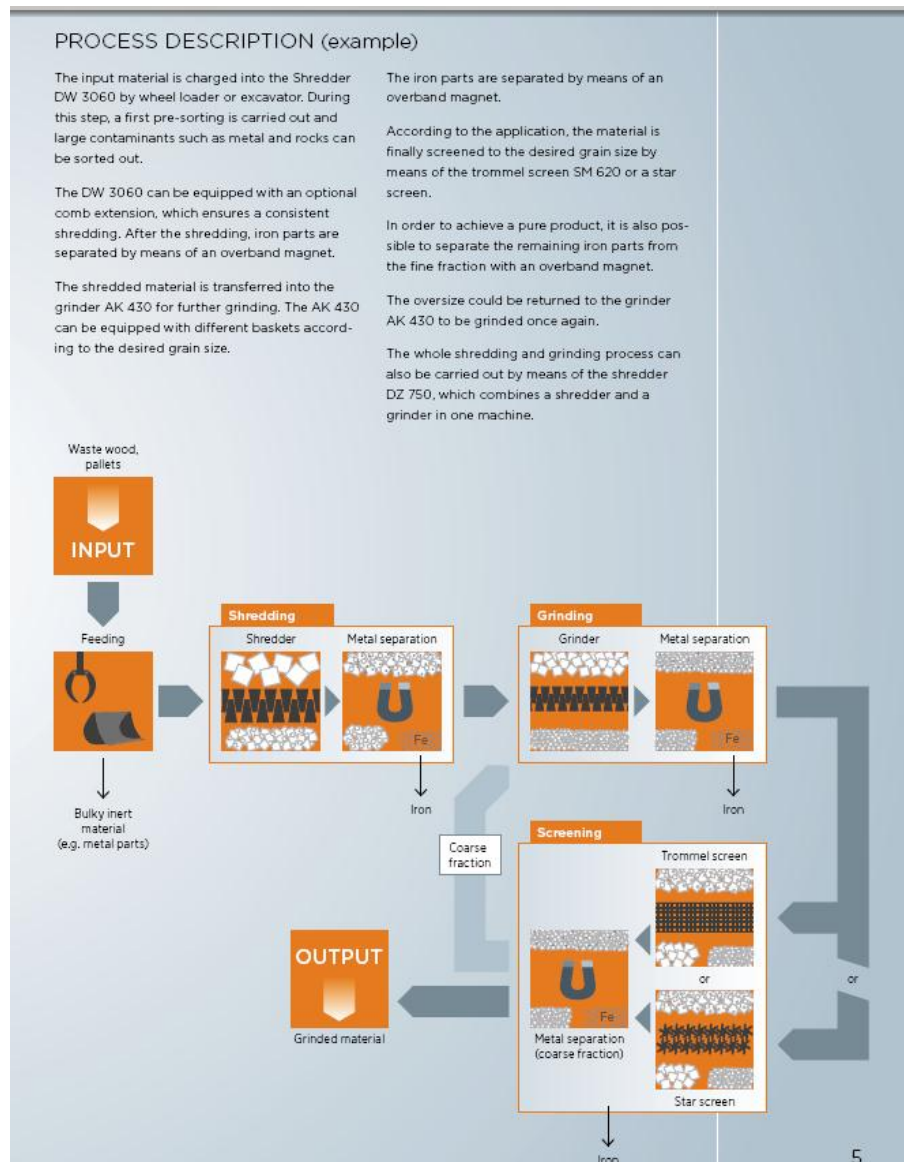 PROCESS DESCRIPTION (example)
The input material is charged into the Shredder
DW 3060 by wheel loader or excavator. During
this step, a first pre-sorting is carried out and
large contaminants such as metal and rocks can
be sorted out.
The DW 3060 can be equipped with an optional
comb extension, which ensures a consistent
shredding. After the shredding, iron parts are
separated by means of an overband magnet.
The shredded material is transferred into the
grinder AK 430 for further grinding. The AK 430
can be equipped with different baskets accord-
ing to the desired grain size.
The iron parts are separated by means of an
overband magnet.
According to the application, the material is
finally screened to the desired grain size by
means of the trommel screen SM 620 or a star
screen.
In order to achieve a pure product, it is also pos-
sible to separate the remaining iron parts from
the fine fraction with an overband magnet.
The oversize could be returned to the grinder
AK 430 to be grinded once again.
The whole shredding and grinding process can
also be carried out by means of the shredder
DZ 750, which combines a shredder and a
grinder in one machine.
Waste wood,
pallets
INPUT
Feeding
Bulky inert
material
(e.g. metal parts)
Shredding
Shredder
Metal separation
Fe
Iron
Grinding
Grinder
Metal separation
Fe
Iron
Coarse
fraction
Screening
Trommel screen
or
or
Fe
Metal separation
(coarse fraction)
Star screen
Iron
OUTPUT
Grinded material
5